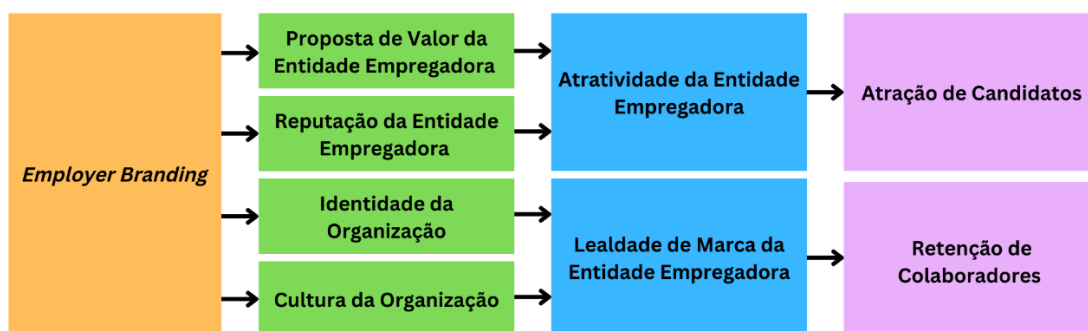 Employer Branding
Proposta de Valor da
Entidade Empregadora
Reputação da Entidade
Empregadora
Identidade da
Organização
Cultura da Organização
Atratividade da Entidade
Empregadora
Lealdade de Marca da
Entidade Empregadora
Atração de Candidatos
Retenção de
Colaboradores